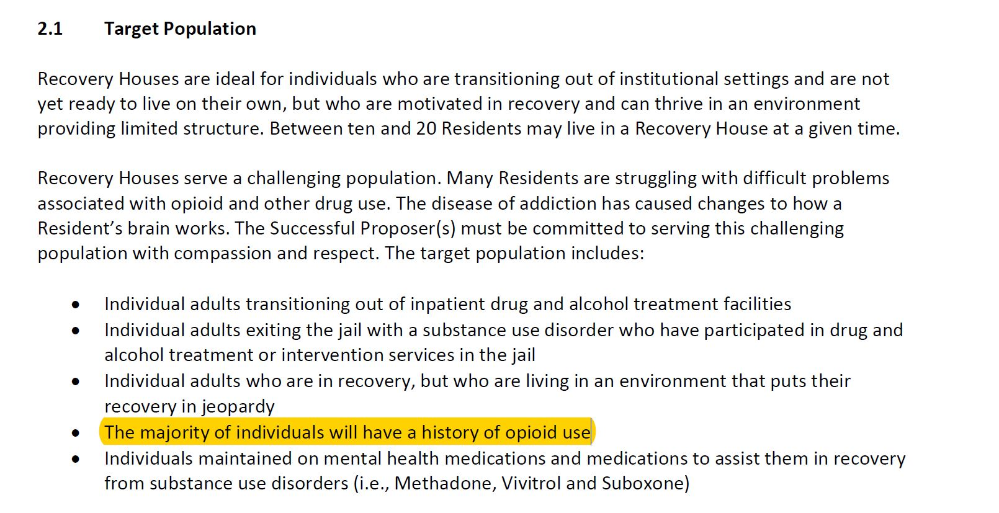 2.1 Target Population
Recovery Houses are ideal for individuals who are transitioning out of institutional settings and are not
yet ready to live on their own, but who are motivated in recovery and can thrive in an environment
providing limited structure. Between ten and 20 Residents may live in a Recovery House at a given time.
Recovery Houses serve a challenging population. Many Residents are struggling with difficult problems
associated with opioid and other drug use. The disease of addiction has caused changes to how a
Resident’s brain works. The Successful Proposer(s) must be committed to serving this challenging
population with compassion and respect. The target population includes:
• Individual adults transitioning out of inpatient drug and alcohol treatment facilities
• Individual adults exiting the jail with a substance use disorder who have participated in drug and
alcohol treatment or intervention services in the jail
• Individual adults who are in recovery, but who are living in an environment that puts their
recovery in jeopardy
• The majority of individuals will have a history of opioid use
• Individuals maintained on mental health medications and medications to assist them in recovery
from substance use disorders (i.e., Methadone, Vivitrol and Suboxone)